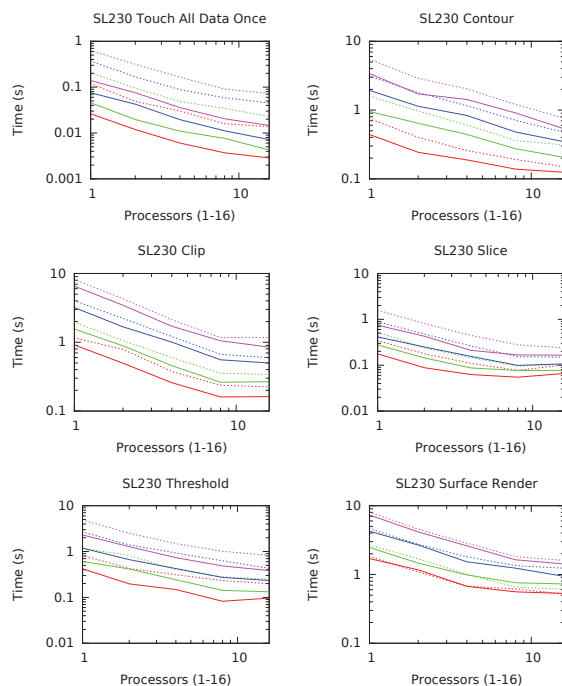 SL230 Touch All Data Once
1
0.1
0.01
0.001
Time (s)
1
10
Processors (1-16)
SL230 Contour
10
1
0.1
Time (s)
1
10
Processors (1-16)
SL230 Clip
10
1
0.1
Time (s)
1
10
Processors (1-16)
SL230 Slice
10
1
0.1
0.01
Time (s)
1
10
Processors (1-16)
SL230 Threshold
10
1
0.1
0.01
Time (s)
1
10
Processors (1-16)
SL230 Surface Render
10
1
0.1
Time (s)
1
10
Processors (1-16)